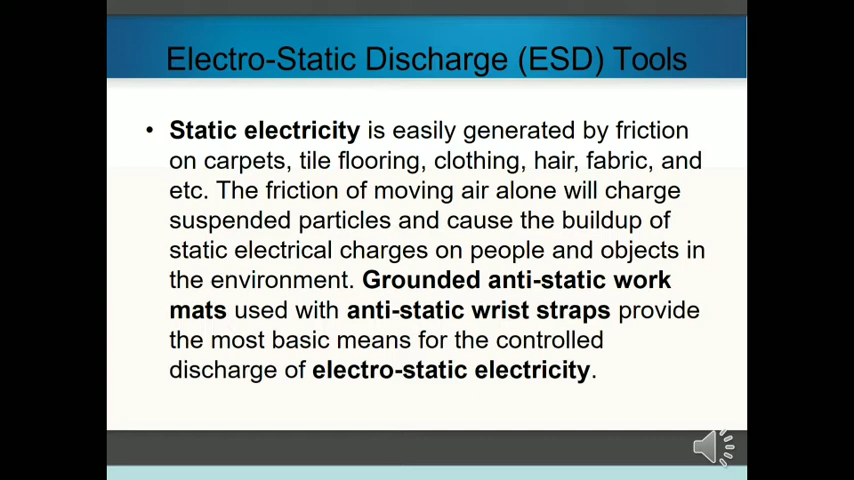 Electro-Static Discharge (ESD) Tools
• Static electricity is easily generated by friction
on carpets, tile flooring, clothing, hair, fabric, and
etc. The friction of moving air alone will charge
suspended particles and cause the buildup of
static electrical charges on people and objects in
the environment. Grounded anti-static work
mats used with anti-static wrist straps provide
the most basic means for the controlled
discharge of electro-static electricity.